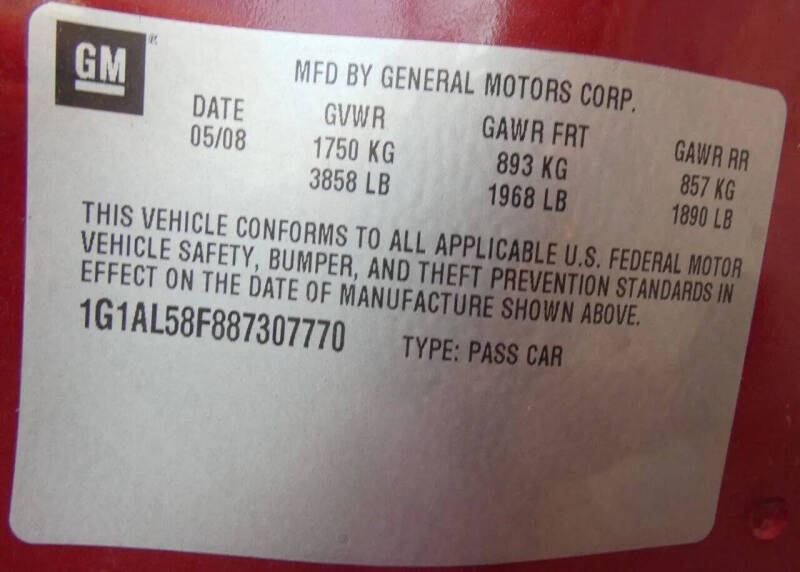 GM
MFD BY GENERAL MOTORS CORP.
DATE GVWR GAWR FRT GAWR RR
05/08 1750 KG 893 KG 857 KG
3858 LB 1968 LB 1890 LB
THIS VEHICLE CONFORMS TO ALL APPLICABLE U.S. FEDERAL MOTOR
VEHICLE SAFETY, BUMPER, AND THEFT PREVENTION STANDARDS IN
EFFECT ON THE DATE OF MANUFACTURE SHOWN ABOVE.
1G1AL58F887307770 TYPE: PASS CAR